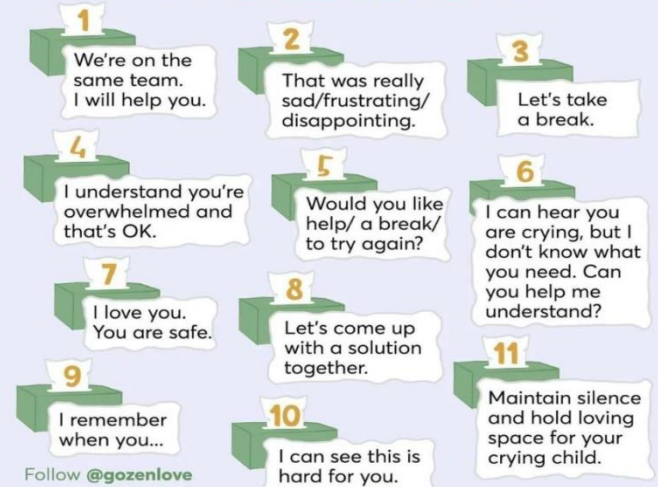 1
We're on the
same team.
I will help you.
2
That was really
sad/frustrating/
disappointing.
3
Let's take
a break.
4
I understand you're
overwhelmed and
that's OK.
5
Would you like
help/ a break/
to try again?
6
I can hear you
are crying, but I
don't know what
you need. Can
you help me
understand?
7
I love you.
You are safe.
8
Let's come up
with a solution
together.
9
I remember
when you...
10
I can see this is
hard for you.
11
Maintain silence
and hold loving
space for your
crying child.
Follow @gozenlove